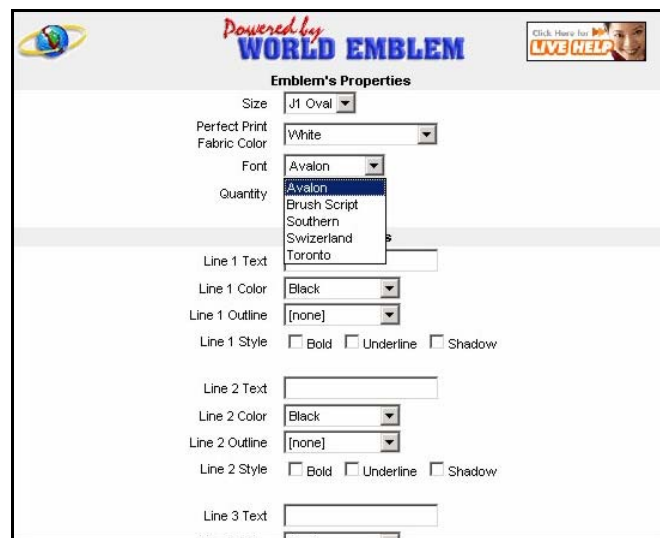 Powered by
WORLD EMBLEM
Click Here for
LIVE HELP
Emblem's Properties
Size J1 Oval
Perfect Print
Fabric Color White
Font Avalon
Quantity
Avalon
Brush Script
Southern
Swizerland
Toronto
s
Line 1 Text
Line 1 Color Black
Line 1 Outline [none]
Line 1 Style Bold Underline Shadow
Line 2 Text
Line 2 Color Black
Line 2 Outline [none]
Line 2 Style Bold Underline Shadow
Line 3 Text